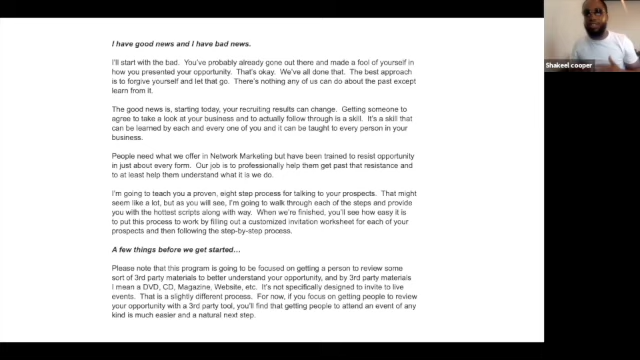 I have good news and I have bad news.
I'll start with the bad. You've probably already gone out there and made a fool of yourself in
how you presented your opportunity. That's okay. We've all done that. The best approach
is to forgive yourself and let that go. There's nothing any of us can do about the past except
learn from it.
The good news is, starting today, your recruiting results can change. Getting someone to
agree to take a look at your business and to actually follow through is a skill. It's a skill that
can be learned by each and every one of you and it can be taught to every person in your
business.
People need what we offer in Network Marketing but have been trained to resist opportunity
in just about every form. Our job is to professionally help them get past that resistance and
to at least help them understand what it is we do.
I'm going to teach you a proven, eight step process for talking to your prospects. That might
seem like a lot, but as you will see, I'm going to walk through each of the steps and provide
you with the hottest scripts along with way. When we're finished, you'll see how easy it is
to put this process to work by filling out a customized invitation worksheet for each of your
prospects and then following the step-by-step process.
A few things before we get started...
Please note that this program is going to be focused on getting a person to review some
sort of 3rd party materials to better understand your opportunity, and by 3rd party materials
I mean a DVD, CD, Magazine, Website, etc. It's not specifically designed to invite to live
events. That is a slightly different process. For now, if you focus on getting people to review
your opportunity with a 3rd party tool, you'll find that getting people to attend an event of any
kind is much easier and a natural next step.
Shakeel cooper